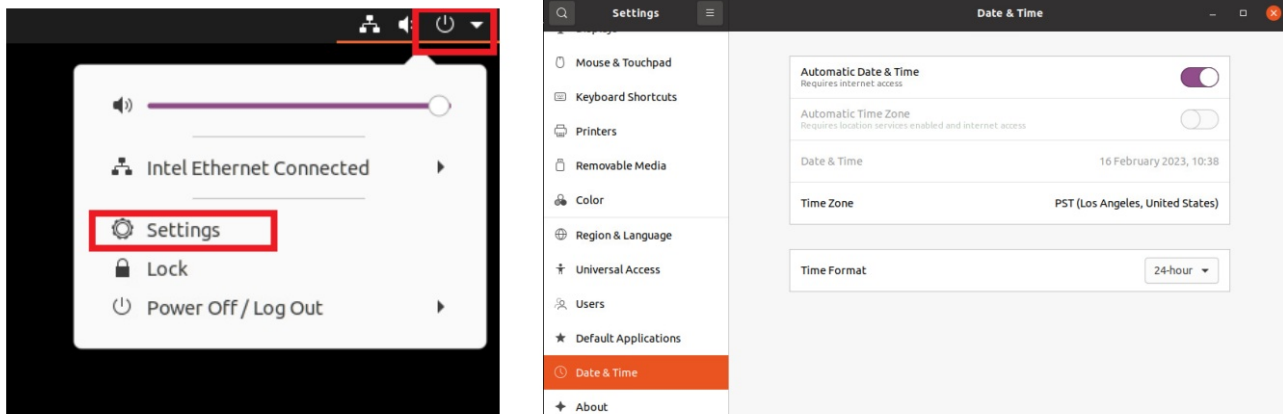 Intel Ethernet Connected
Settings
Lock
Power Off / Log Out
Settings
Date & Time
Displays
Mouse & Touchpad
Keyboard Shortcuts
Printers
Removable Media
Color
Region & Language
Universal Access
Users
Default Applications
Date & Time
About
Automatic Date & Time
Requires internet access
Automatic Time Zone
Requires location services enabled and internet access
Date & Time 16 February 2023, 10:38
Time Zone PST (Los Angeles, United States)
Time Format 24-hour